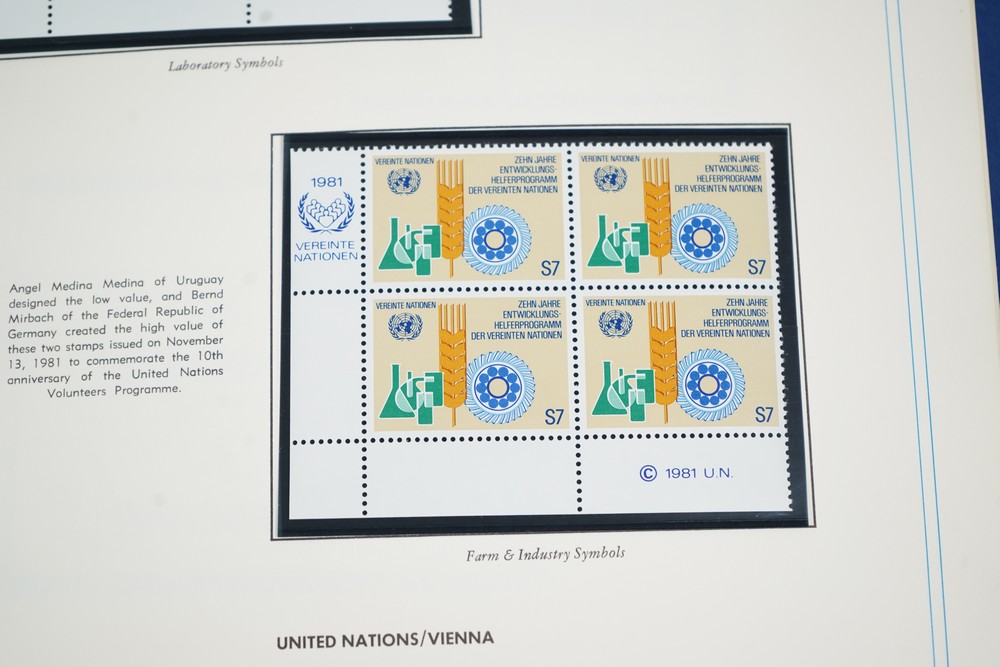 Laboratory Symbols
1981
VEREINTE
NATIONEN
VEREINTE NATIONEN
ZEHN JAHRE
ENTWICKLUNGS-
HELFERPROGRAMM
DER VEREINTEN NATIONEN
S7
VEREINTE NATIONEN
ZEHN JAHRE
ENTWICKLUNGS-
HELFERPROGRAMM
DER VEREINTEN NATIONEN
S7
VEREINTE NATIONEN
ZEHN JAHRE
ENTWICKLUNGS-
HELFERPROGRAMM
DER VEREINTEN NATIONEN
S7
VEREINTE NATIONEN
ZEHN JAHRE
ENTWICKLUNGS-
HELFERPROGRAMM
DER VEREINTEN NATIONEN
S7
© 1981 U.N.
Angel Medina Medina of Uruguay
designed the low value, and Bernd
Mirbach of the Federal Republic of
Germany created the high value of
these two stamps issued on November
13, 1981 to commemorate the 10th
anniversary of the United Nations
Volunteers Programme.
Farm & Industry Symbols
UNITED NATIONS/VIENNA